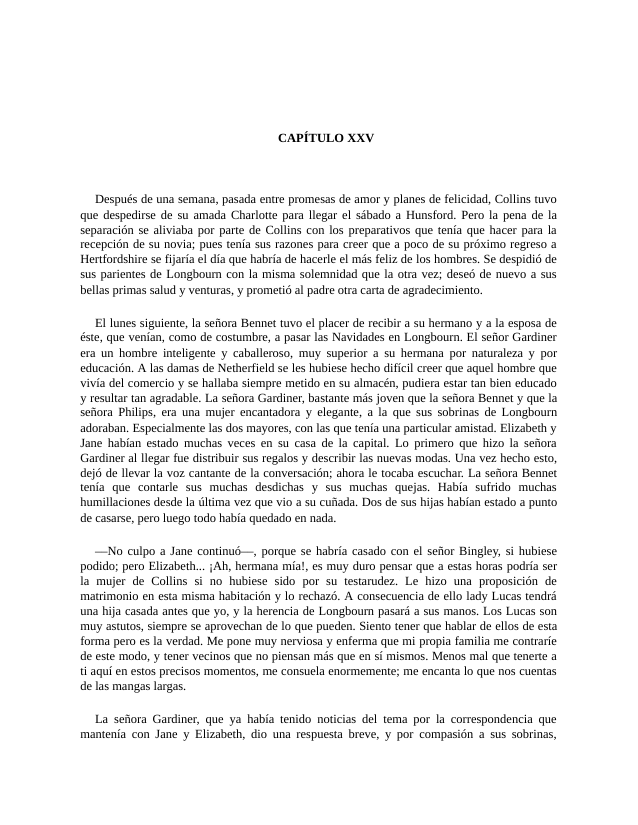 CAPÍTULO XXV
Después de una semana, pasada entre promesas de amor y planes de felicidad, Collins tuvo
que despedirse de su amada Charlotte para llegar el sábado a Hunsford. Pero la pena de la
separación se aliviaba por parte de Collins con los preparativos que tenía que hacer para la
recepción de su novia; pues tenía sus razones para creer que a poco de su próximo regreso a
Hertfordshire se fijaría el día que habría de hacerle el más feliz de los hombres. Se despidió de
sus parientes de Longbourn con la misma solemnidad que la otra vez; deseó de nuevo a sus
bellas primas salud y venturas, y prometió al padre otra carta de agradecimiento.
El lunes siguiente, la señora Bennet tuvo el placer de recibir a su hermano y a la esposa de
éste, que venían, como de costumbre, a pasar las Navidades en Longbourn. El señor Gardiner
era un hombre inteligente y caballeroso, muy superior a su hermana por naturaleza y por
educación. A las damas de Netherfield se les hubiese hecho difícil creer que aquel hombre que
vivía del comercio y se hallaba siempre metido en su almacén, pudiera estar tan bien educado
y resultar tan agradable. La señora Gardiner, bastante más joven que la señora Bennet y que la
señora Philips, era una mujer encantadora y elegante, a la que sus sobrinas de Longbourn
adoraban. Especialmente las dos mayores, con las que tenía una particular amistad. Elizabeth y
Jane habían estado muchas veces en su casa de la capital. Lo primero que hizo la señora
Gardiner al llegar fue distribuir sus regalos y describir las nuevas modas. Una vez hecho esto,
dejó de llevar la voz cantante de la conversación; ahora le tocaba escuchar. La señora Bennet
tenía que contarle sus muchas desdichas y sus muchas quejas. Había sufrido muchas
humillaciones desde la última vez que vio a su cuñada. Dos de sus hijas habían estado a punto
de casarse, pero luego todo había quedado en nada.
—No culpo a Jane continuó—, porque se habría casado con el señor Bingley, si hubiese
podido; pero Elizabeth... ¡Ah, hermana mía!, es muy duro pensar que a estas horas podría ser
la mujer de Collins si no hubiese sido por su testarudez. Le hizo una proposición de
matrimonio en esta misma habitación y lo rechazó. A consecuencia de ello lady Lucas tendrá
una hija casada antes que yo, y la herencia de Longbourn pasará a sus manos. Los Lucas son
muy astutos, siempre se aprovechan de lo que pueden. Siento tener que hablar de ellos de esta
forma pero es la verdad. Me pone muy nerviosa y enferma que mi propia familia me contraríe
de este modo, y tener vecinos que no piensan más que en sí mismos. Menos mal que tenerte a
ti aquí en estos precisos momentos, me consuela enormemente; me encanta lo que nos cuentas
de las mangas largas.
La señora Gardiner, que ya había tenido noticias del tema por la correspondencia que
mantenía con Jane y Elizabeth, dio una respuesta breve, y por compasión a sus sobrinas,